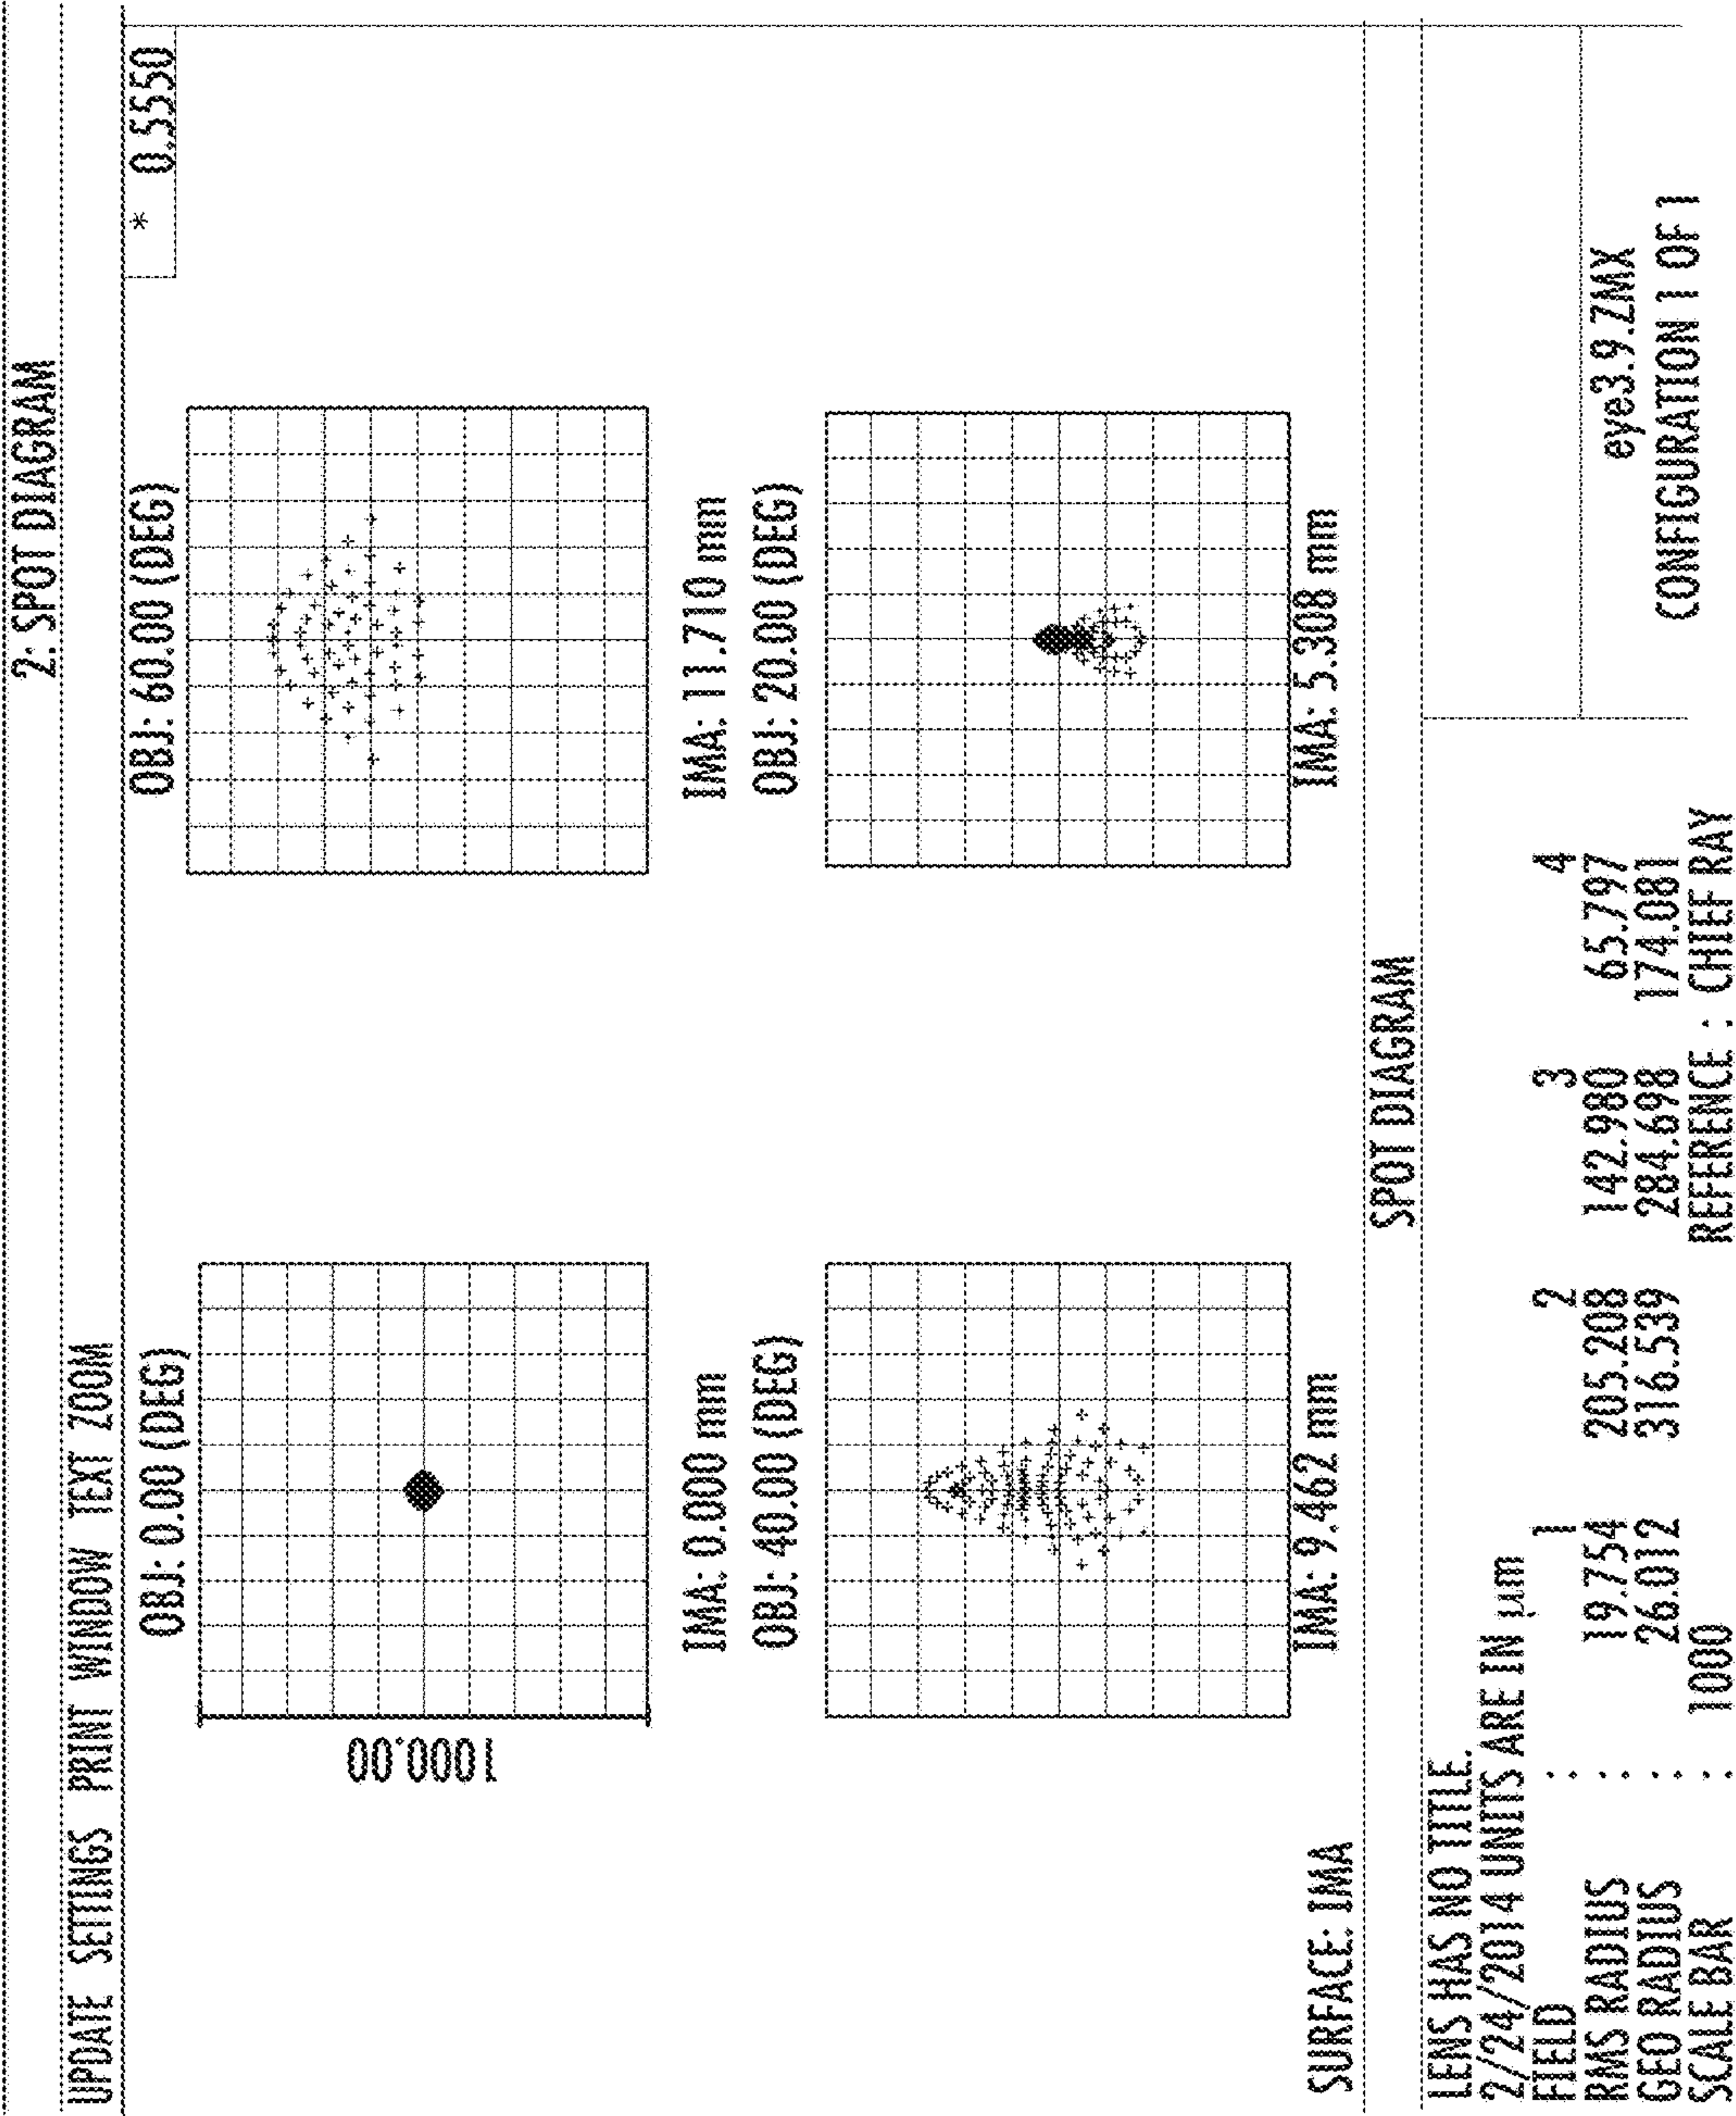 2: SPOT DIAGRAM
UPDATE SETTINGS PRINT WINDOW TEXT ZOOM
* 0.5550
OBJ: 0.00 (DEG)
OBJ: 60.00 (DEG)
1000.00
IMA: 0.000 mm
IMA: 11.710 mm
OBJ: 40.00 (DEG)
OBJ: 20.00 (DEG)
IMA: 9.462 mm
IMA: 5.308 mm
SURFACE: IMA
SPOT DIAGRAM
LENS HAS NO TITLE.
2/24/2014 UNITS ARE IN µm
FIELD : 1 2 3 4
RMS RADIUS : 19.754 205.208 142.980 65.797
GEO RADIUS : 26.012 316.539 284.698 174.081
SCALE BAR : 1000 REFERENCE : CHIEF RAY
eye3.9.ZMX
CONFIGURATION 1 OF 1